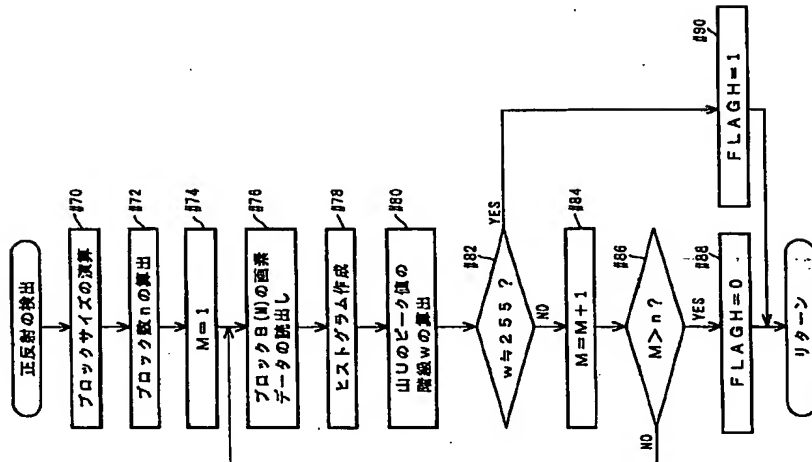 正反射の検出
#70
ブロックサイズの演算
#72
ブロック数nの算出
#74
M=1
#76
ブロックB(M)の画素
データの読出し
#78
ヒストグラム作成
#80
山Uのピーク値の
階級wの算出
#82
w≒255?
YES
NO
#84
M=M+1
#86
M>n?
NO
YES
#88
FLAGH=0
#90
FLAGH=1
リターン